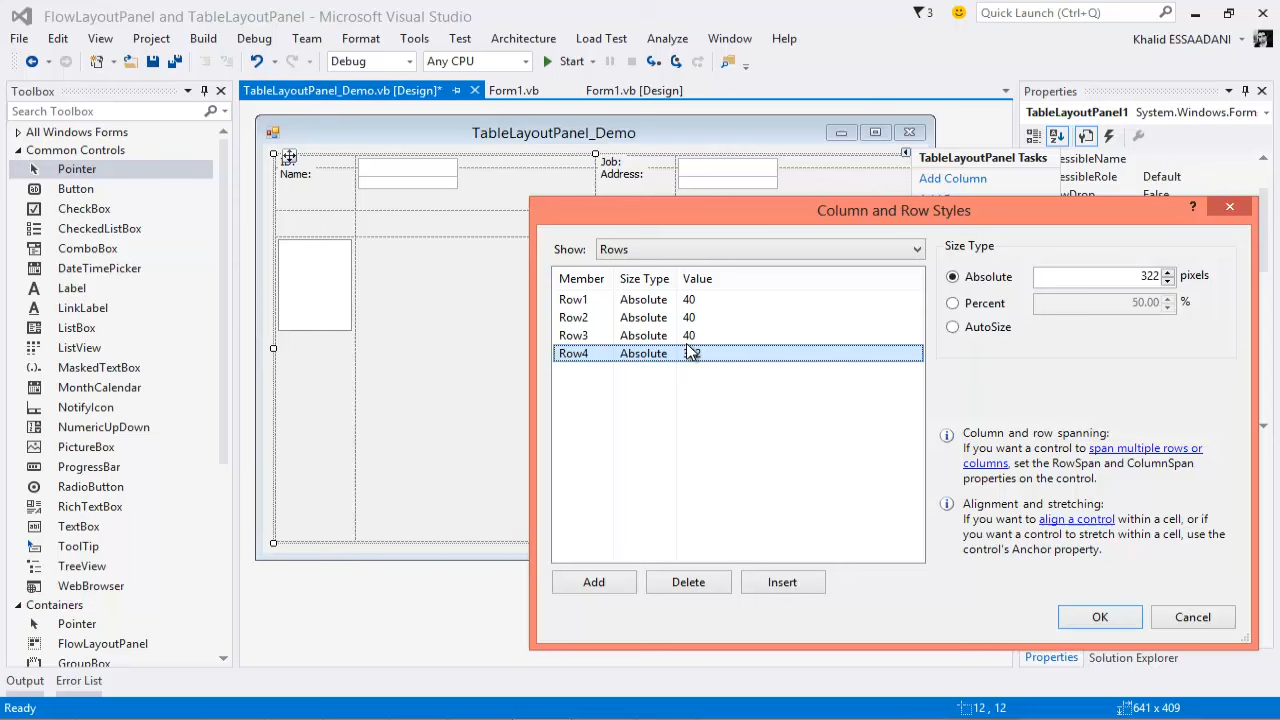 FlowLayoutPanel and TableLayoutPanel - Microsoft Visual Studio
3
Quick Launch (Ctrl+Q)
File Edit View Project Build Debug Team Format Tools Test Architecture Load Test Analyze Window Help
Khalid ESSAADANI
Debug Any CPU Start
Toolbox
TableLayoutPanel_Demo.vb [Design]* Form1.vb Form1.vb [Design]
Properties
Search Toolbox
TableLayoutPanel1 System.Windows.Form
All Windows Forms
Common Controls
Pointer
Button
CheckBox
CheckedListBox
ComboBox
DateTimePicker
Label
LinkLabel
ListBox
ListView
MaskedTextBox
MonthCalendar
NotifyIcon
NumericUpDown
PictureBox
ProgressBar
RadioButton
RichTextBox
TextBox
ToolTip
TreeView
WebBrowser
Containers
Pointer
FlowLayoutPanel
GroupBox
TableLayoutPanel_Demo
Job:
Name:
Address:
TableLayoutPanel Tasks
Add Column
essibleName
essibleRole Default
False
Column and Row Styles
?
Show: Rows
Member Size Type Value
Row1 Absolute 40
Row2 Absolute 40
Row3 Absolute 40
Row4 Absolute
Add Delete Insert
Size Type
Absolute 322 pixels
Percent 50.00 %
AutoSize
Column and row spanning:
If you want a control to span multiple rows or
columns, set the RowSpan and ColumnSpan
properties on the control.
Alignment and stretching:
If you want to align a control within a cell, or if
you want a control to stretch within a cell, use
the control's Anchor property.
OK Cancel
Properties Solution Explorer
Output Error List
Ready
12 , 12
641 x 409